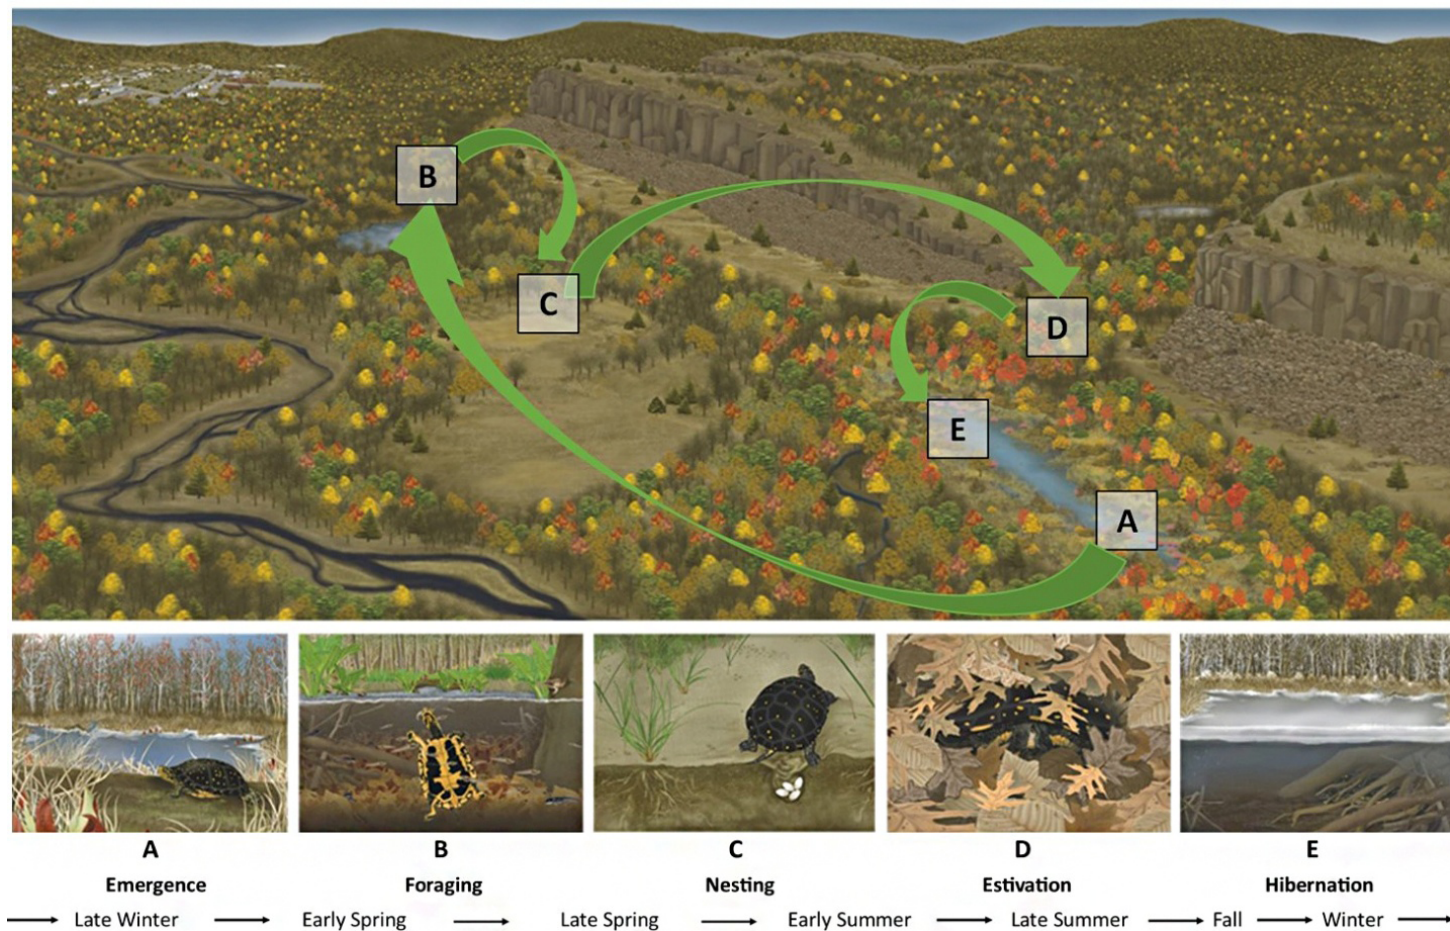 B
C
D
E
A
A B C D E
Emergence Foraging Nesting Estivation Hibernation
Late Winter Early Spring Late Spring Early Summer Late Summer Fall Winter